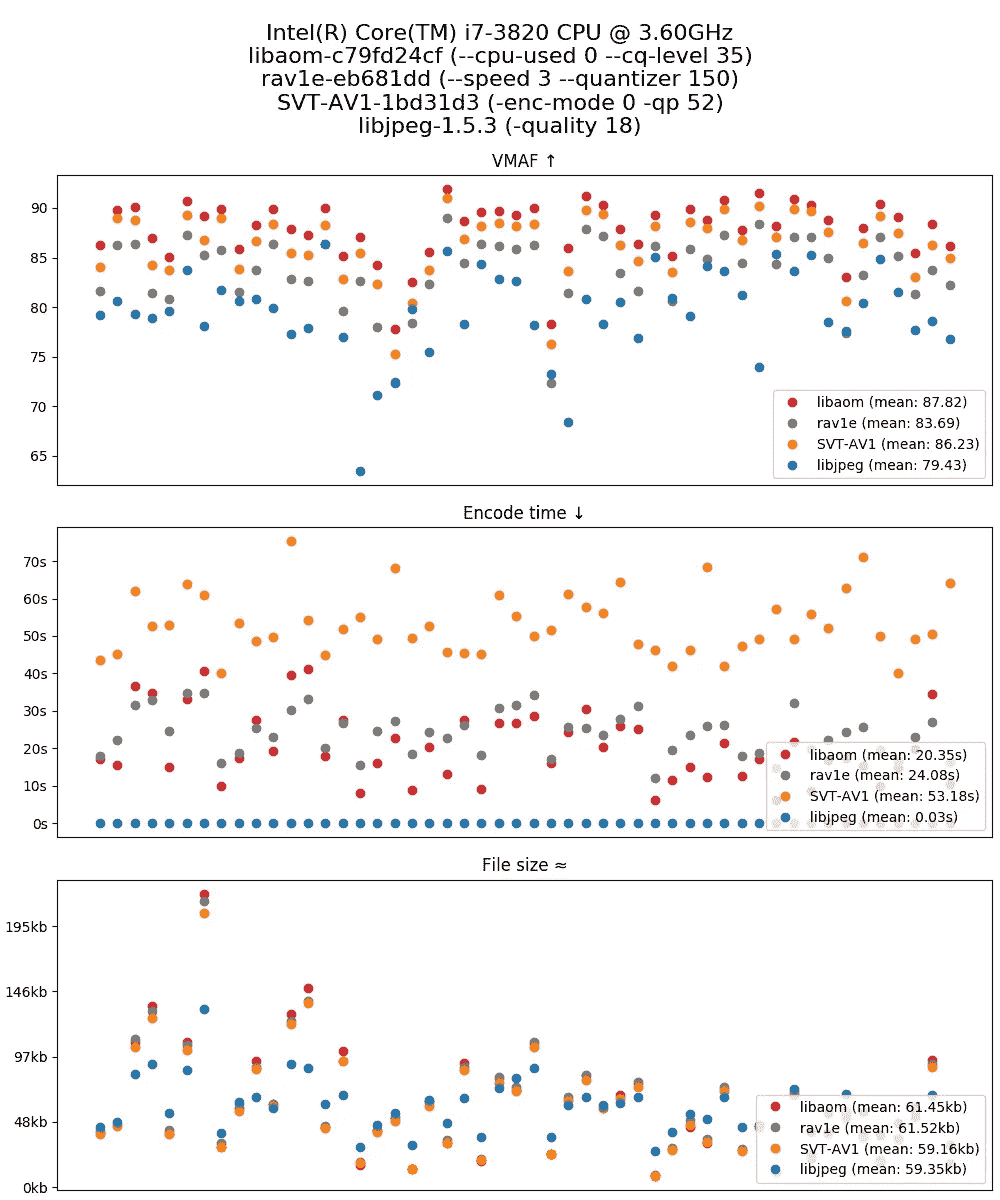 Intel(R) Core(TM) i7-3820 CPU @ 3.60GHz
libaom-c79fd24cf (--cpu-used 0 --cq-level 35)
rav1e-eb681dd (--speed 3 --quantizer 150)
SVT-AV1-1bd31d3 (-enc-mode 0 -qp 52)
libjpeg-1.5.3 (-quality 18)
VMAF ↑
90
85
80
75
70
65
libaom (mean: 87.82)
rav1e (mean: 83.69)
SVT-AV1 (mean: 86.23)
libjpeg (mean: 79.43)
Encode time ↓
70s
60s
50s
40s
30s
20s
10s
0s
libaom (mean: 20.35s)
rav1e (mean: 24.08s)
SVT-AV1 (mean: 53.18s)
libjpeg (mean: 0.03s)
File size ≈
195kb
146kb
97kb
48kb
0kb
libaom (mean: 61.45kb)
rav1e (mean: 61.52kb)
SVT-AV1 (mean: 59.16kb)
libjpeg (mean: 59.35kb)